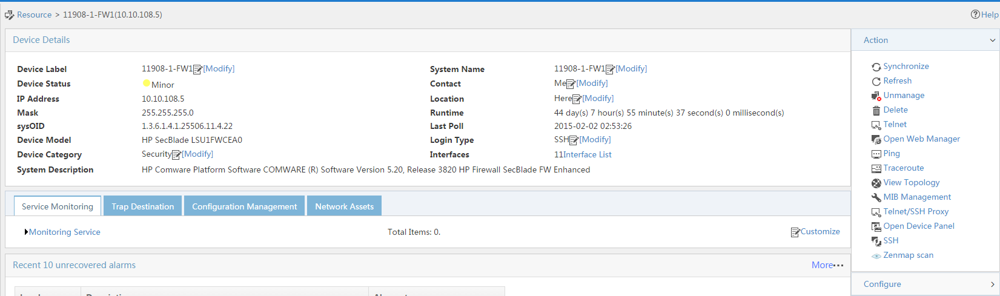 Resource > 11908-1-FW1(10.10.108.5)
Help
Device Details
Device Label 11908-1-FW1[Modify] System Name 11908-1-FW1[Modify]
Device Status Minor Contact Me[Modify]
IP Address 10.10.108.5 Location Here[Modify]
Mask 255.255.255.0 Runtime 44 day(s) 7 hour(s) 55 minute(s) 37 second(s) 0 millisecond(s)
sysOID 1.3.6.1.4.1.25506.11.4.22 Last Poll 2015-02-02 02:53:26
Device Model HP SecBlade LSU1FWCEA0 Login Type SSH[Modify]
Device Category Security[Modify] Interfaces 11Interface List
System Description HP Comware Platform Software COMWARE (R) Software Version 5.20, Release 3820 HP Firewall SecBlade FW Enhanced
Service Monitoring Trap Destination Configuration Management Network Assets
Monitoring Service Total Items: 0. Customize
Recent 10 unrecovered alarms More
Action
Synchronize
Refresh
Unmanage
Delete
Telnet
Open Web Manager
Ping
Traceroute
View Topology
MIB Management
Telnet/SSH Proxy
Open Device Panel
SSH
Zenmap scan
Configure